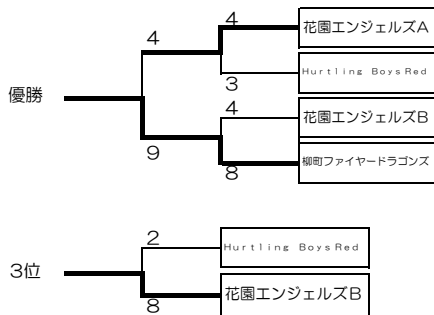 4
花園エンジェルズA
4
Hurtling Boys Red
3
優勝
4
花園エンジェルズB
9
8
柳町ファイヤードラゴンズ
2
Hurtling Boys Red
3位
8
花園エンジェルズB